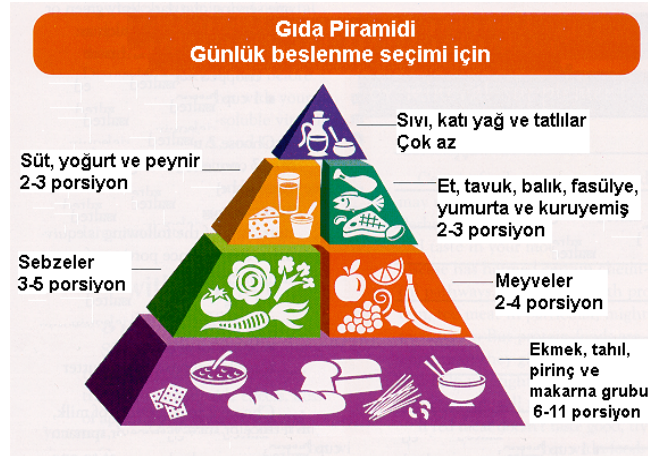 Gıda Piramidi
Günlük beslenme seçimi için
Sıvı, katı yağ ve tatlılar
Çok az
Süt, yoğurt ve peynir
2-3 porsiyon
Et, tavuk, balık, fasülye,
yumurta ve kuruyemiş
2-3 porsiyon
Sebzeler
3-5 porsiyon
Meyveler
2-4 porsiyon
Ekmek, tahıl,
pirinç ve
makarna grubu
6-11 porsiyon